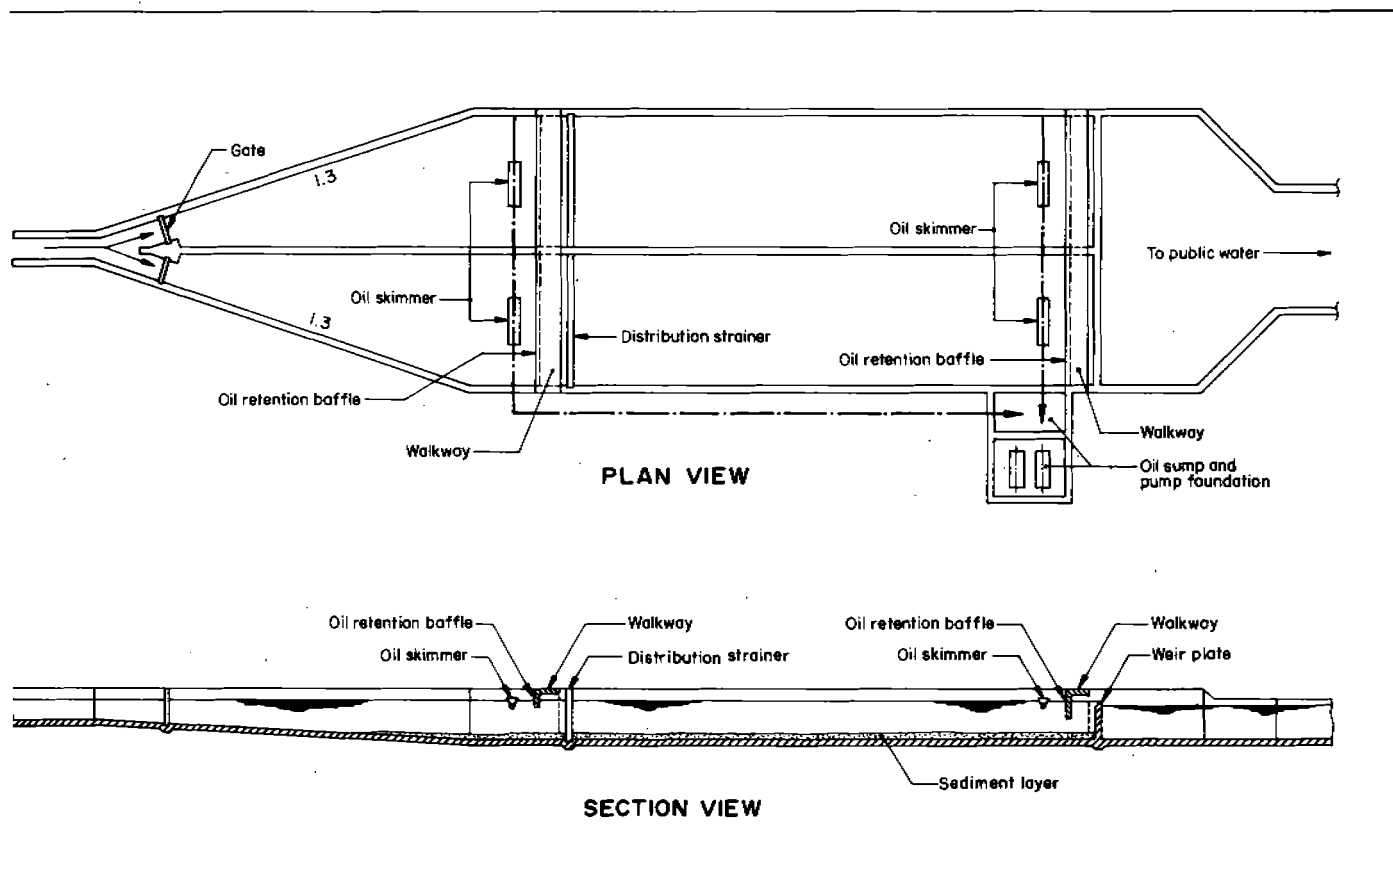 Gate
1.3
Oil skimmer
Oil skimmer
To public water
1.3
Distribution strainer
Oil retention baffle
Oil retention baffle
Walkway
Walkway
PLAN VIEW
Oil sump and
pump foundation
Oil retention baffle
Walkway
Oil retention baffle
Walkway
Oil skimmer
Distribution strainer
Oil skimmer
Weir plate
Sediment layer
SECTION VIEW